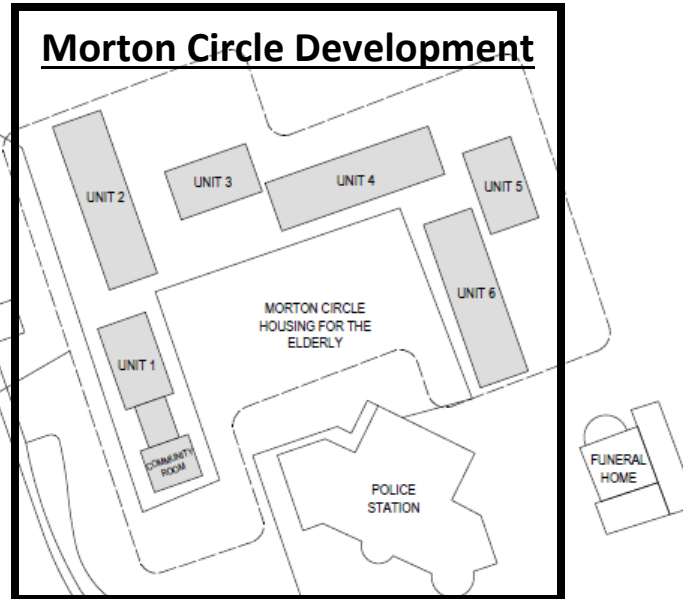 Morton Circle Development
UNIT 2
UNIT 3
UNIT 4
UNIT 5
UNIT 6
MORTON CIRCLE
HOUSING FOR THE
ELDERLY
UNIT 1
COMMUNITY
ROOM
POLICE
STATION
FUNERAL
HOME